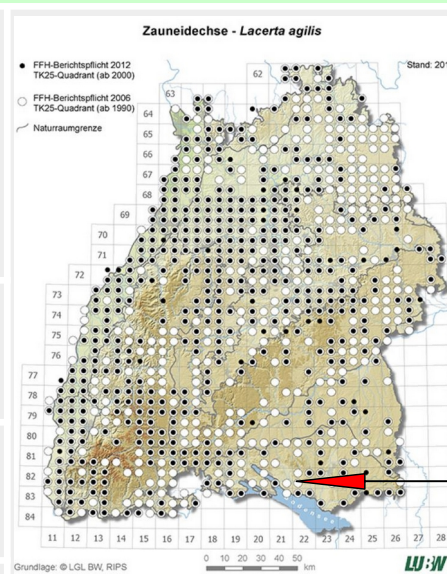 Zauneidechse - Lacerta agilis
FFH-Berichtspflicht 2012
TK25-Quadrant (ab 2000)
Stand: 201
FFH-Berichtspflicht 2006
TK25-Quadrant (ab 1990)
Naturraumgrenze
62
63
64
65
66
67
68
69
70
71
72
73
74
75
76
77
78
79
80
81
82
83
84
11 12 13 14 15 16 17 18 19 20 21 22 23 24 25 26 27 28
Grundlage: © LGL BW, RIPS
0 10 20 30 40 50
km
LUBW